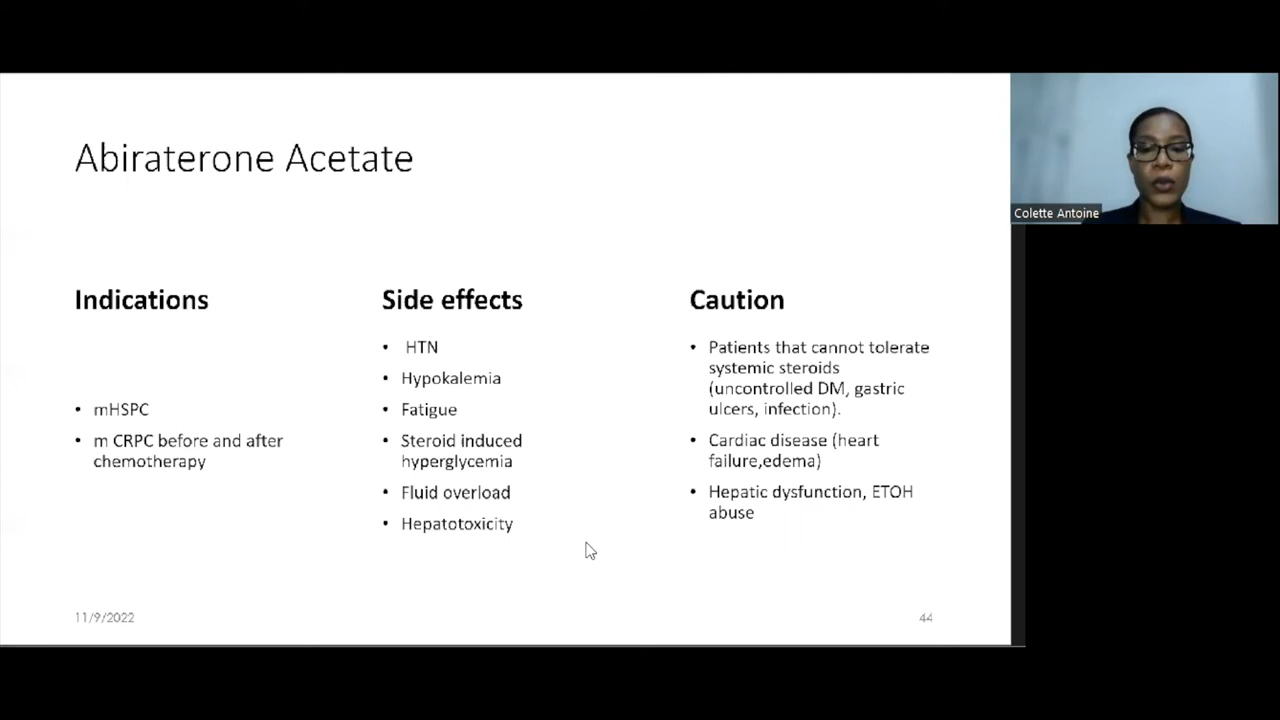 Abiraterone Acetate
Indications
• mHSPC
• m CRPC before and after
chemotherapy
Side effects
• HTN
• Hypokalemia
• Fatigue
• Steroid induced
hyperglycemia
• Fluid overload
• Hepatotoxicity
Caution
• Patients that cannot tolerate
systemic steroids
(uncontrolled DM, gastric
ulcers, infection).
• Cardiac disease (heart
failure,edema)
• Hepatic dysfunction, ETOH
abuse
11/9/2022
44
Colette Antoine